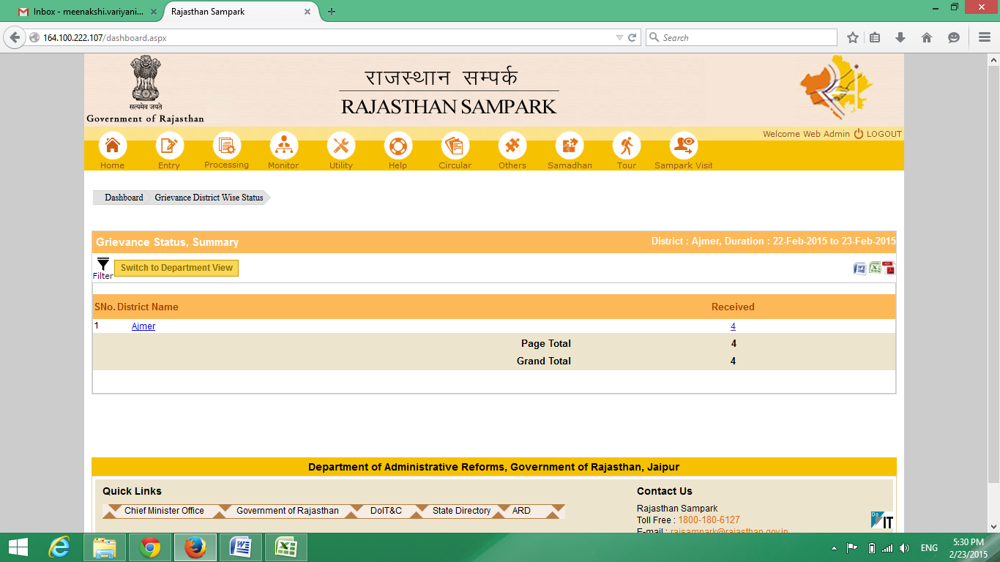 Inbox - meenakshi.variyani...
Rajasthan Sampark
164.100.222.107/dashboard.aspx
Search
सत्यमेव जयते
Government of Rajasthan
राजस्थान सम्पर्क
RAJASTHAN SAMPARK
Welcome Web Admin LOGOUT
Home Entry Processing Monitor Utility Help Circular Others Samadhan Tour Sampark Visit
Dashboard Grievance District Wise Status
Grievance Status, Summary District : Ajmer, Duration : 22-Feb-2015 to 23-Feb-2015
Filter Switch to Department View
SNo. District Name Received
1 Ajmer 4
Page Total 4
Grand Total 4
Department of Administrative Reforms, Government of Rajasthan, Jaipur
Quick Links Contact Us
Chief Minister Office Government of Rajasthan DoIT&C State Directory ARD
Rajasthan Sampark
Toll Free : 1800-180-6127
E-mail : rajsampark@rajasthan.gov.in
Do IT
ENG 5:30 PM
2/23/2015